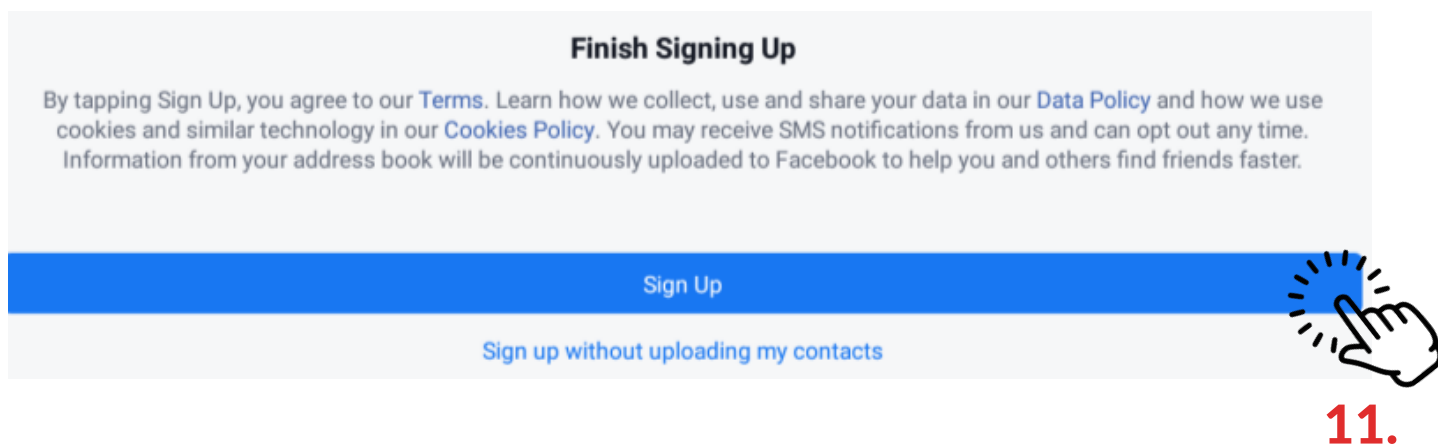 Finish Signing Up
By tapping Sign Up, you agree to our Terms. Learn how we collect, use and share your data in our Data Policy and how we use
cookies and similar technology in our Cookies Policy. You may receive SMS notifications from us and can opt out any time.
Information from your address book will be continuously uploaded to Facebook to help you and others find friends faster.
Sign Up
Sign up without uploading my contacts
11.